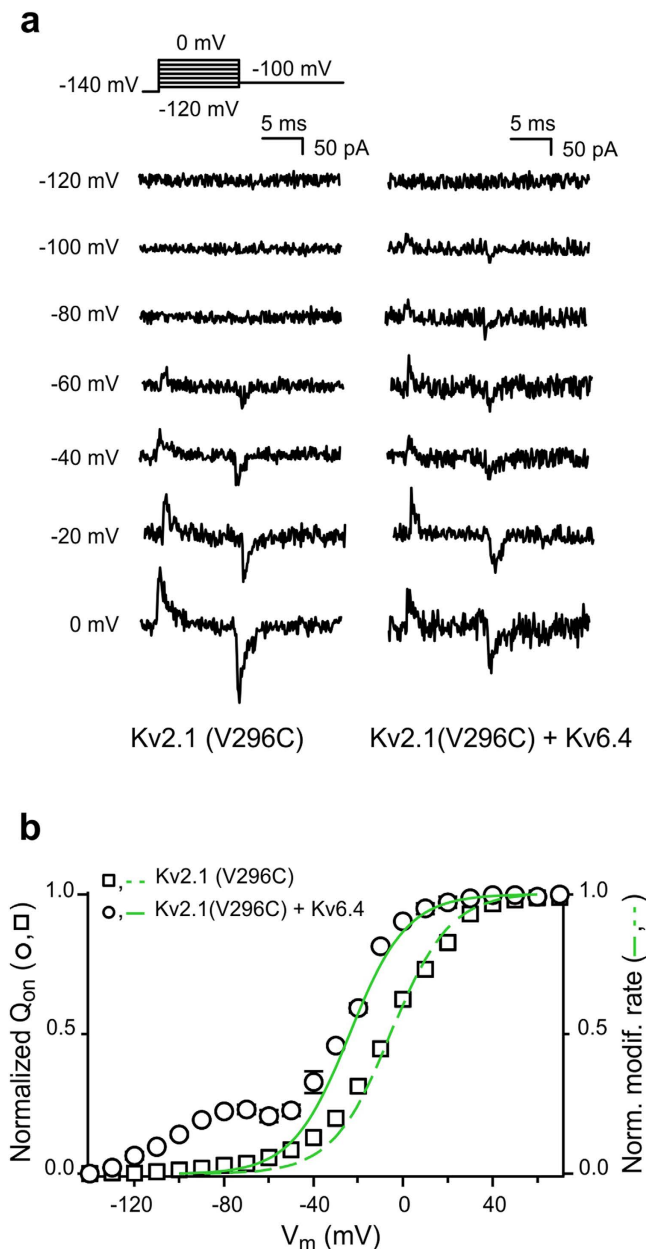 a
0 mV
-100 mV
-140 mV
-120 mV
5 ms
50 pA
5 ms
50 pA
-120 mV
-100 mV
-80 mV
-60 mV
-40 mV
-20 mV
0 mV
Kv2.1 (V296C)
Kv2.1(V296C) + Kv6.4
b
Kv2.1 (V296C)
Kv2.1(V296C) + Kv6.4
Normalized Qon (○,□)
1.0
0.5
0.0
1.0
0.5
0.0
Norm. modif. rate (—, - -)
-120
-80
-40
0
40
Vm (mV)